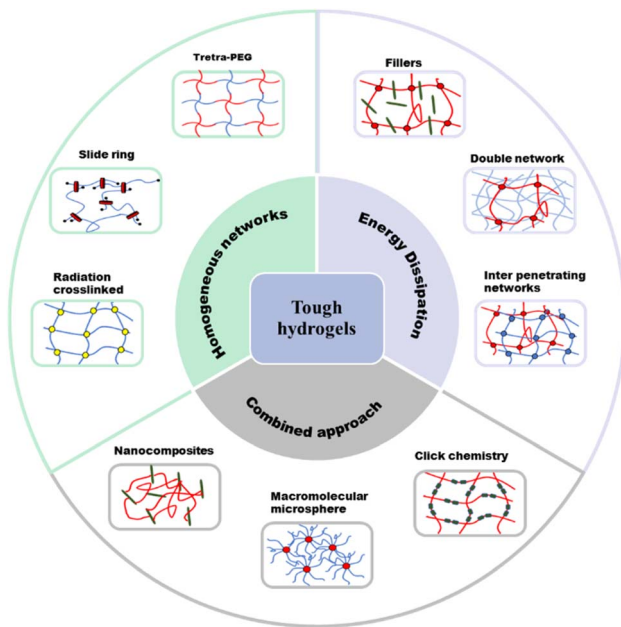 Tretra-PEG
Fillers
Slide ring
Double network
Radiation
crosslinked
Inter penetrating
networks
Homogeneous networks
Energy Dissipation
Tough
hydrogels
Combined approach
Nanocomposites
Macromolecular
microsphere
Click chemistry